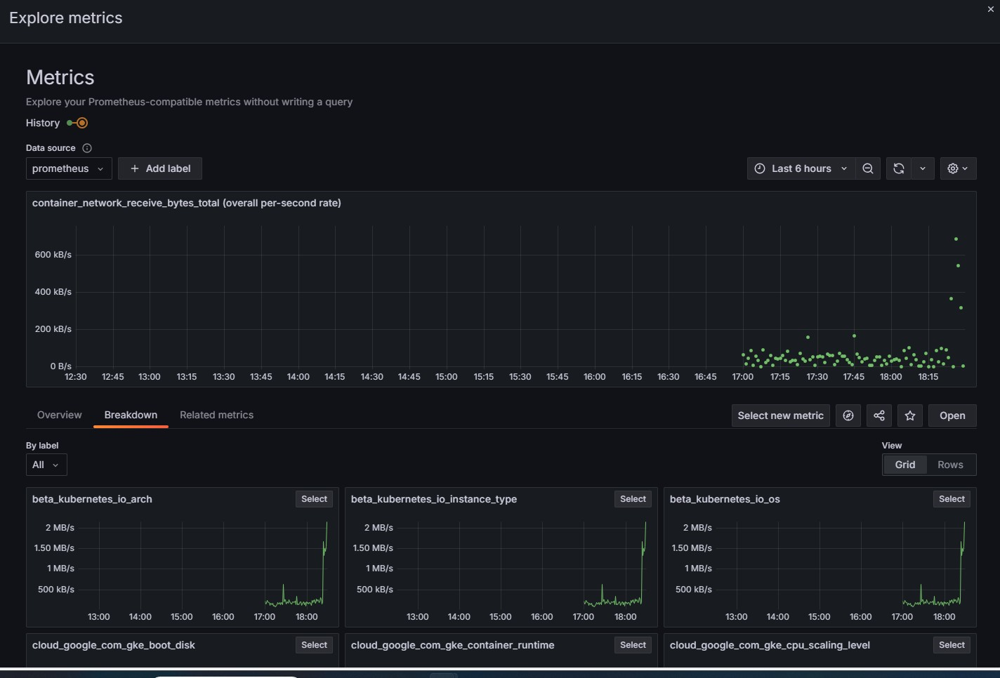 Explore metrics
Metrics
Explore your Prometheus-compatible metrics without writing a query
History
Data source
prometheus
Add label
Last 6 hours
container_network_receive_bytes_total (overall per-second rate)
600 kB/s
400 kB/s
200 kB/s
0 B/s
12:30 12:45 13:00 13:15 13:30 13:45 14:00 14:15 14:30 14:45 15:00 15:15 15:30 15:45 16:00 16:15 16:30 16:45 17:00 17:15 17:30 17:45 18:00 18:15
Overview Breakdown Related metrics Select new metric Open
By label
View
All
Grid Rows
beta_kubernetes_io_arch Select
2 MB/s
1.50 MB/s
1 MB/s
500 kB/s
13:00 14:00 15:00 16:00 17:00 18:00
beta_kubernetes_io_instance_type Select
2 MB/s
1.50 MB/s
1 MB/s
500 kB/s
13:00 14:00 15:00 16:00 17:00 18:00
beta_kubernetes_io_os Select
2 MB/s
1.50 MB/s
1 MB/s
500 kB/s
13:00 14:00 15:00 16:00 17:00 18:00
cloud_google_com_gke_boot_disk Select
cloud_google_com_gke_container_runtime Select
cloud_google_com_gke_cpu_scaling_level Select